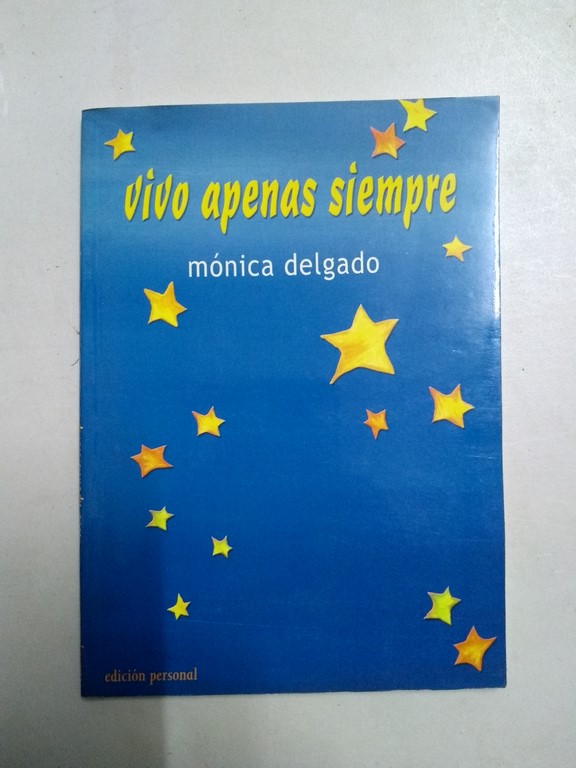 vivo apenas siempre
mónica delgado
edición personal